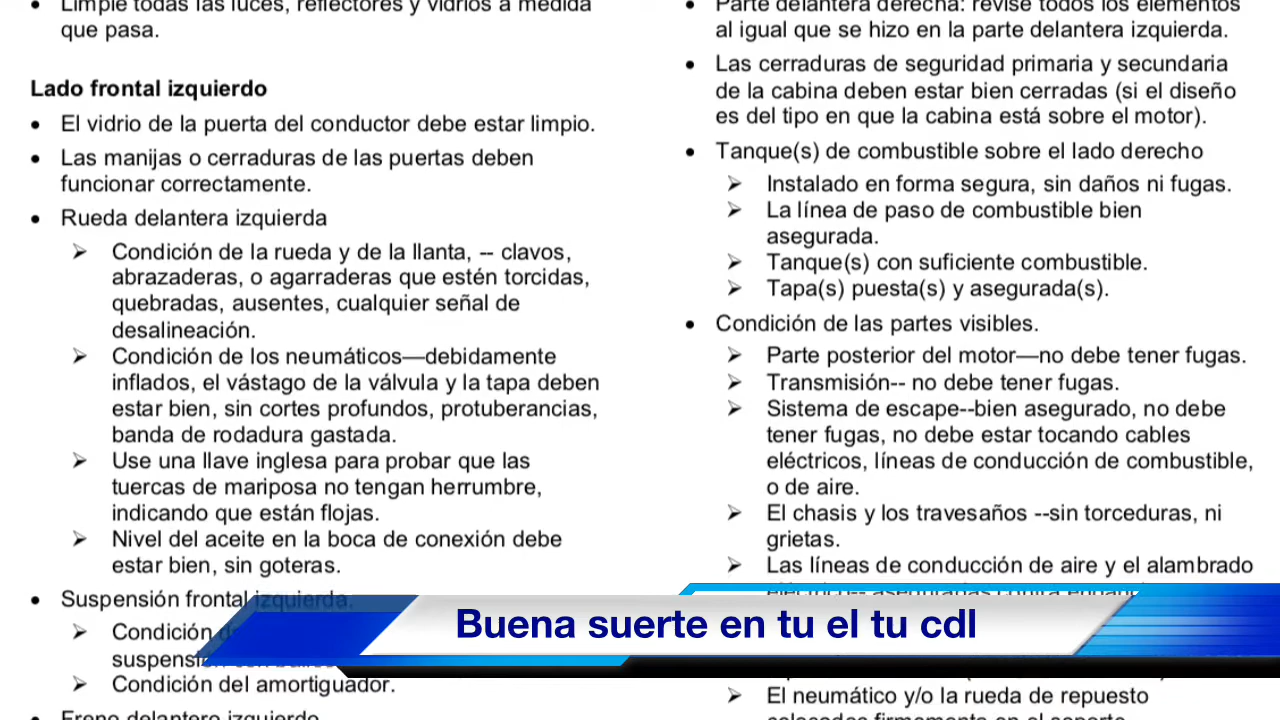 Limpie todas las luces, reflectores y vidrios a medida
que pasa.
Lado frontal izquierdo
El vidrio de la puerta del conductor debe estar limpio.
Las manijas o cerraduras de las puertas deben
funcionar correctamente.
Rueda delantera izquierda
Condición de la rueda y de la llanta, -- clavos,
abrazaderas, o agarraderas que estén torcidas,
quebradas, ausentes, cualquier señal de
desalineación.
Condición de los neumáticos—debidamente
inflados, el vástago de la válvula y la tapa deben
estar bien, sin cortes profundos, protuberancias,
banda de rodadura gastada.
Use una llave inglesa para probar que las
tuercas de mariposa no tengan herrumbre,
indicando que están flojas.
Nivel del aceite en la boca de conexión debe
estar bien, sin goteras.
Suspensión frontal izquierda.
Condición
Condición del amortiguador.
Freno delantero izquierdo
Parte delantera derecha: revise todos los elementos
al igual que se hizo en la parte delantera izquierda.
Las cerraduras de seguridad primaria y secundaria
de la cabina deben estar bien cerradas (si el diseño
es del tipo en que la cabina está sobre el motor).
Tanque(s) de combustible sobre el lado derecho
Instalado en forma segura, sin daños ni fugas.
La línea de paso de combustible bien
asegurada.
Tanque(s) con suficiente combustible.
Tapa(s) puesta(s) y asegurada(s).
Condición de las partes visibles.
Parte posterior del motor—no debe tener fugas.
Transmisión-- no debe tener fugas.
Sistema de escape--bien asegurado, no debe
tener fugas, no debe estar tocando cables
eléctricos, líneas de conducción de combustible,
o de aire.
El chasis y los travesaños --sin torceduras, ni
grietas.
Las líneas de conducción de aire y el alambrado
El neumático y/o la rueda de repuesto
colocados firmemente en el soporte
Buena suerte en tu el tu cdl